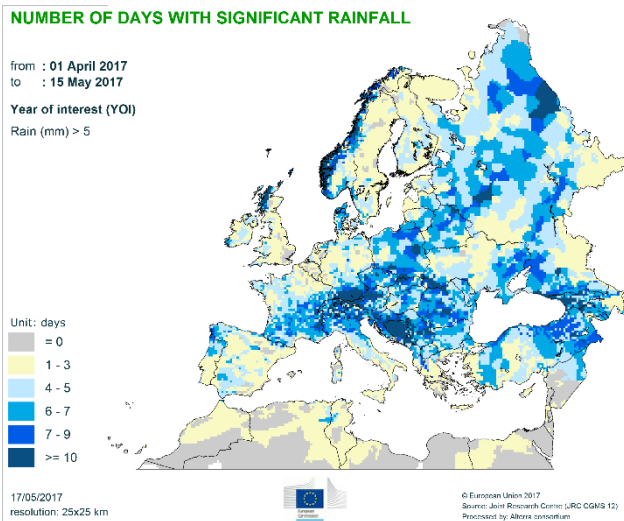 NUMBER OF DAYS WITH SIGNIFICANT RAINFALL
from : 01 April 2017
to : 15 May 2017
Year of interest (YOI)
Rain (mm) > 5
Unit: days
= 0
1 - 3
4 - 5
6 - 7
7 - 9
>= 10
17/05/2017
resolution: 25x25 km
European
Commission
© European Union 2017
Source: Joint Research Centre (JRC CGMS 12)
Processed by: Alterra consortium